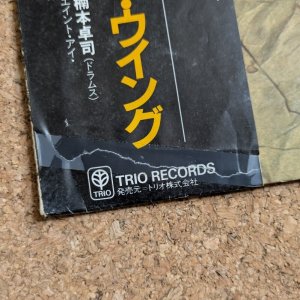 ・ウイング
楠本卓司(ドラムス)
エイント・アイ・
TRIO
TRIO RECORDS
発売元=トリオ株式会社